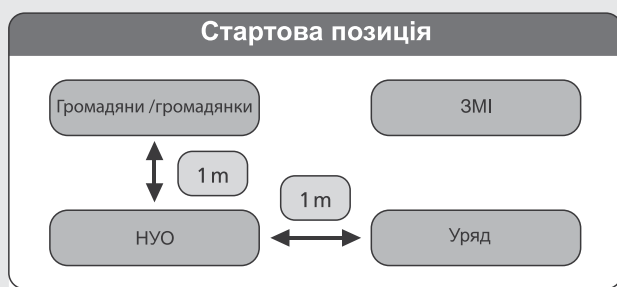 Стартова позиція
Громадяни /громадянки
ЗМІ
1 m
1 m
НУО
Уряд